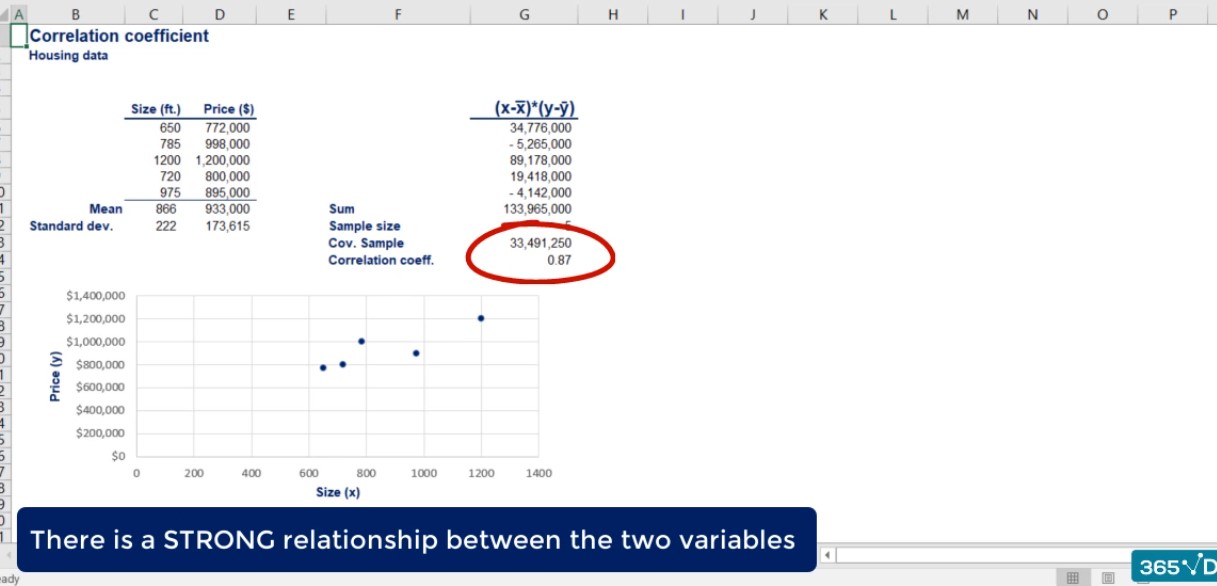 A B C D E F G H I J K L M N O P
Correlation coefficient
Housing data
Size (ft.) Price ($) (x-x̅)*(y-ȳ)
650 772,000 34,776,000
785 998,000 - 5,265,000
1200 1,200,000 89,178,000
720 800,000 19,418,000
975 895,000 - 4,142,000
Mean 866 933,000 Sum 133,965,000
Standard dev. 222 173,615 Sample size 5
Cov. Sample 33,491,250
Correlation coeff. 0.87
$1,400,000
$1,200,000
$1,000,000
$800,000
$600,000
$400,000
$200,000
$0
Price (y)
0 200 400 600 800 1000 1200 1400
Size (x)
There is a STRONG relationship between the two variables
365 D